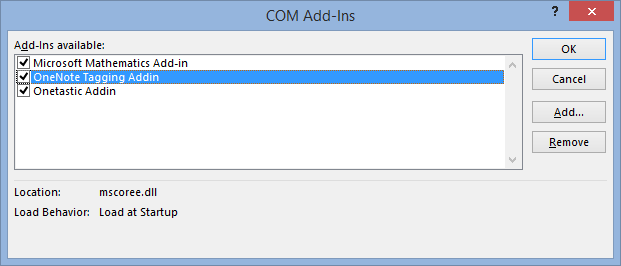 COM Add-Ins
? x
Add-Ins available:
Microsoft Mathematics Add-in
OneNote Tagging Addin
Onetastic Addin
OK
Cancel
Add...
Remove
Location: mscoree.dll
Load Behavior: Load at Startup